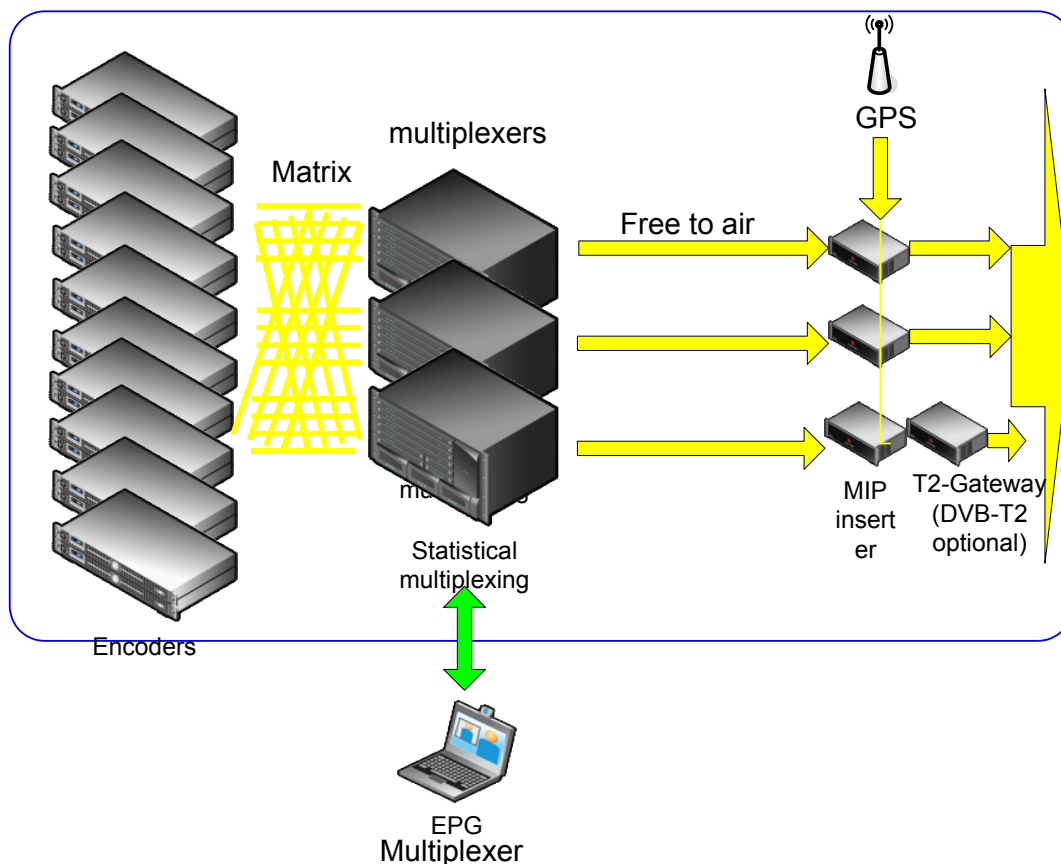 GPS
multiplexers
Matrix
Free to air
MIP
insert
er
T2-Gateway
(DVB-T2
optional)
Statistical
multiplexing
Encoders
EPG
Multiplexer